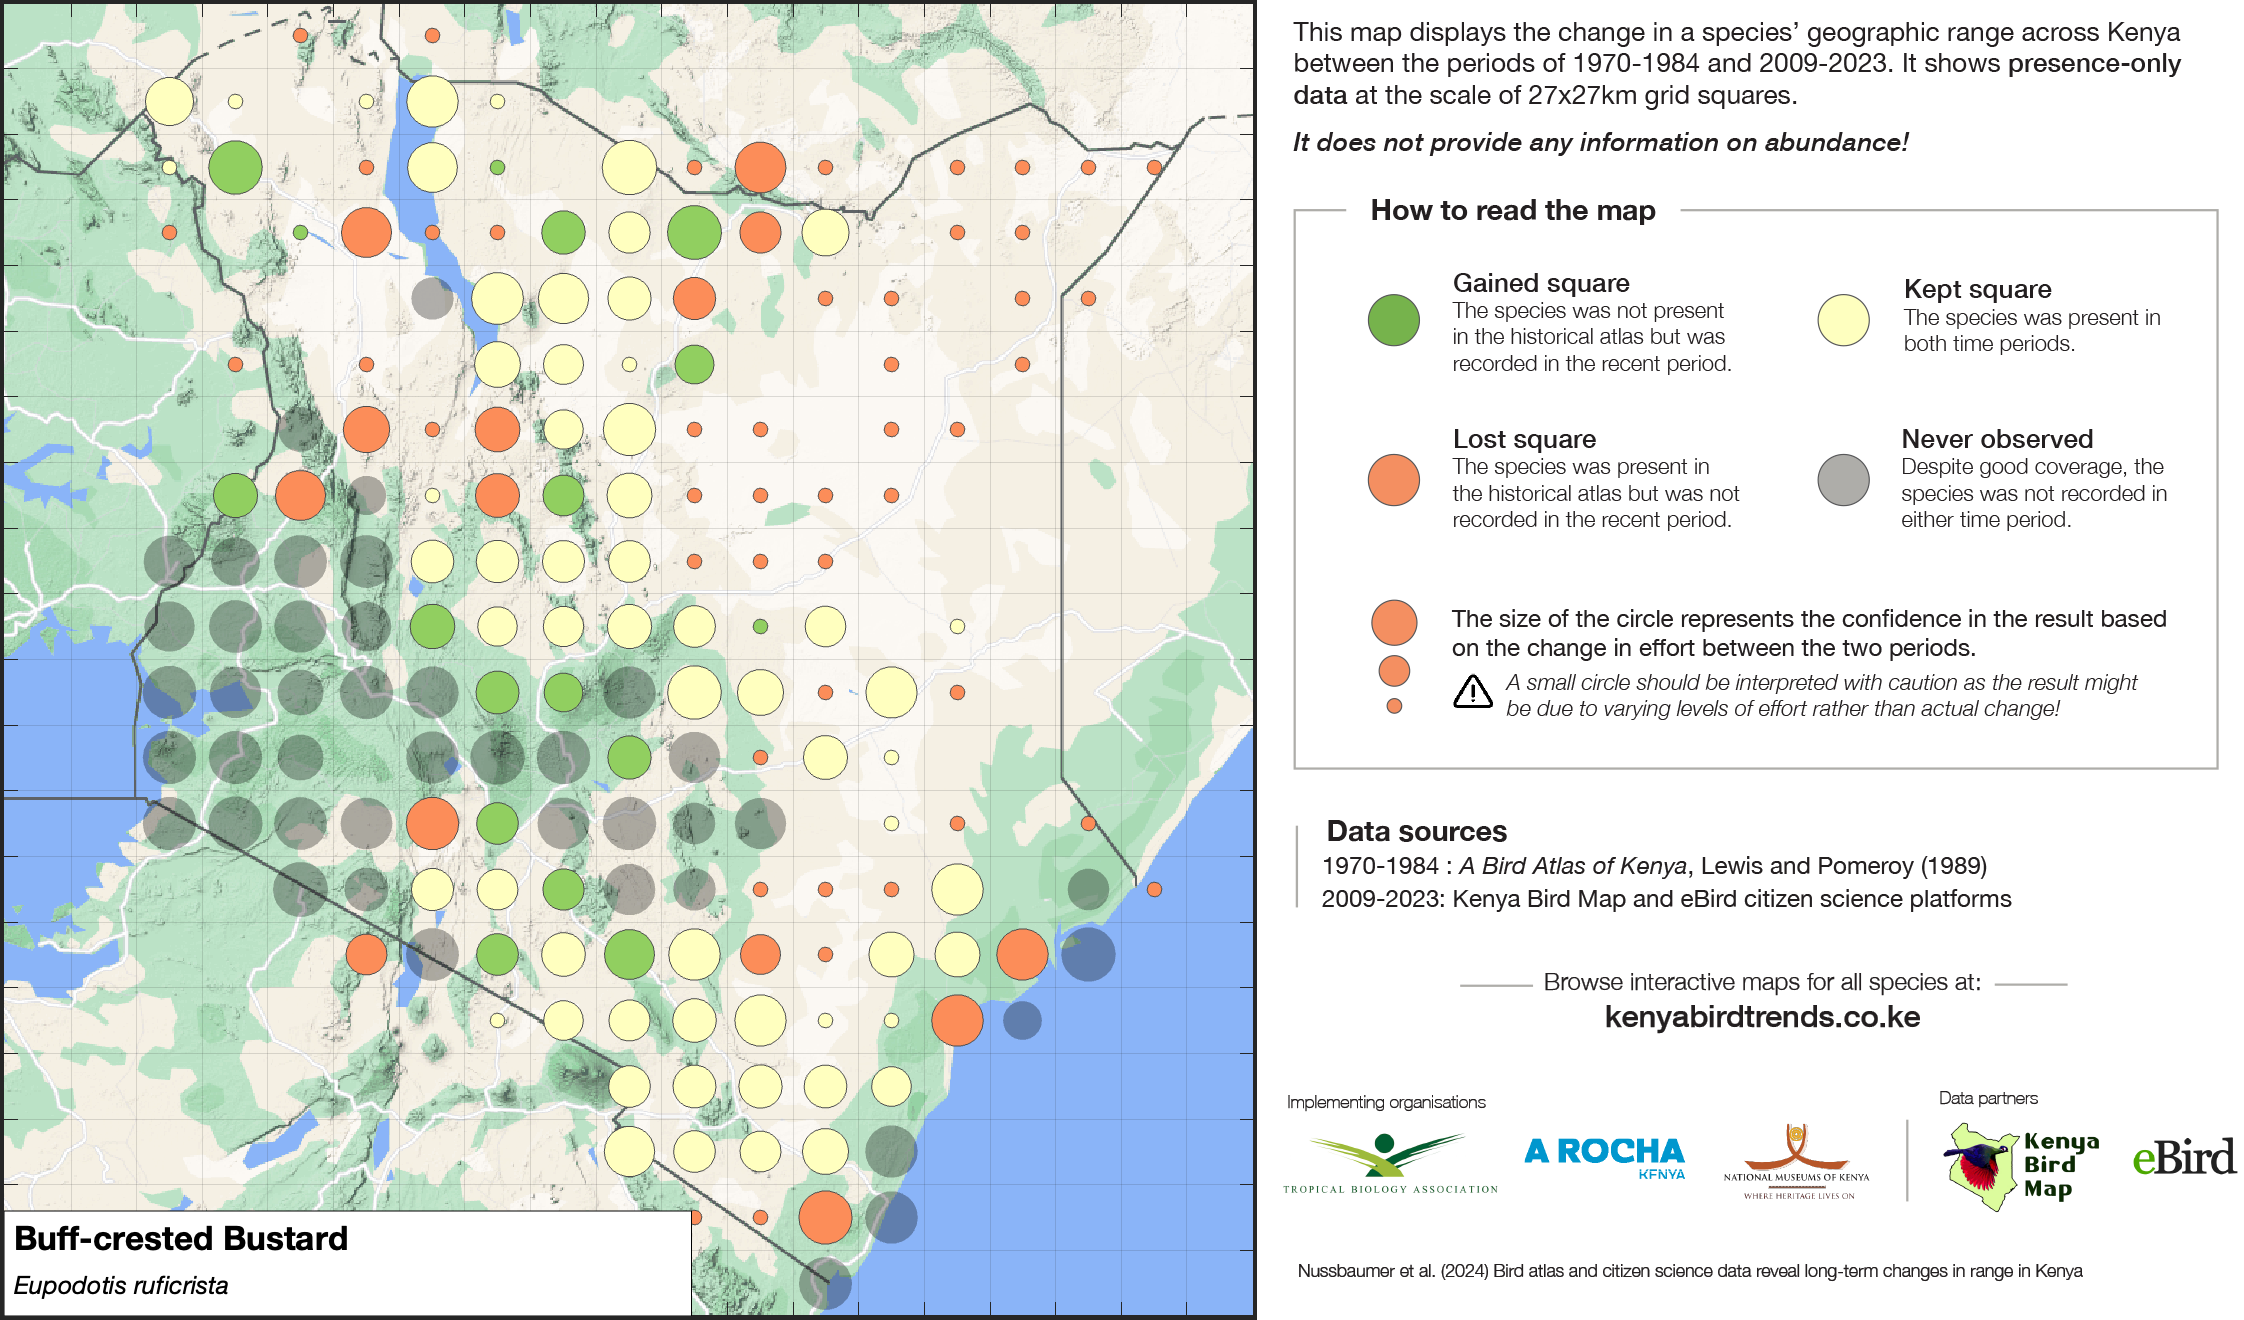 This map displays the change in a species’ geographic range across Kenya
between the periods of 1970-1984 and 2009-2023. It shows presence-only
data at the scale of 27x27km grid squares.
It does not provide any information on abundance!
How to read the map
Gained square
The species was not present
in the historical atlas but was
recorded in the recent period.
Kept square
The species was present in
both time periods.
Lost square
The species was present in
the historical atlas but was not
recorded in the recent period.
Never observed
Despite good coverage, the
species was not recorded in
either time period.
The size of the circle represents the confidence in the result based
on the change in effort between the two periods.
A small circle should be interpreted with caution as the result might
be due to varying levels of effort rather than actual change!
Data sources
1970-1984 : A Bird Atlas of Kenya, Lewis and Pomeroy (1989)
2009-2023: Kenya Bird Map and eBird citizen science platforms
Browse interactive maps for all species at:
kenyabirdtrends.co.ke
Implementing organisations
Data partners
TROPICAL BIOLOGY ASSOCIATION
A ROCHA
KENYA
NATIONAL MUSEUMS OF KENYA
WHERE HERITAGE LIVES ON
Kenya
Bird
Map
eBird
Nussbaumer et al. (2024) Bird atlas and citizen science data reveal long-term changes in range in Kenya
Buff-crested Bustard
Eupodotis ruficrista